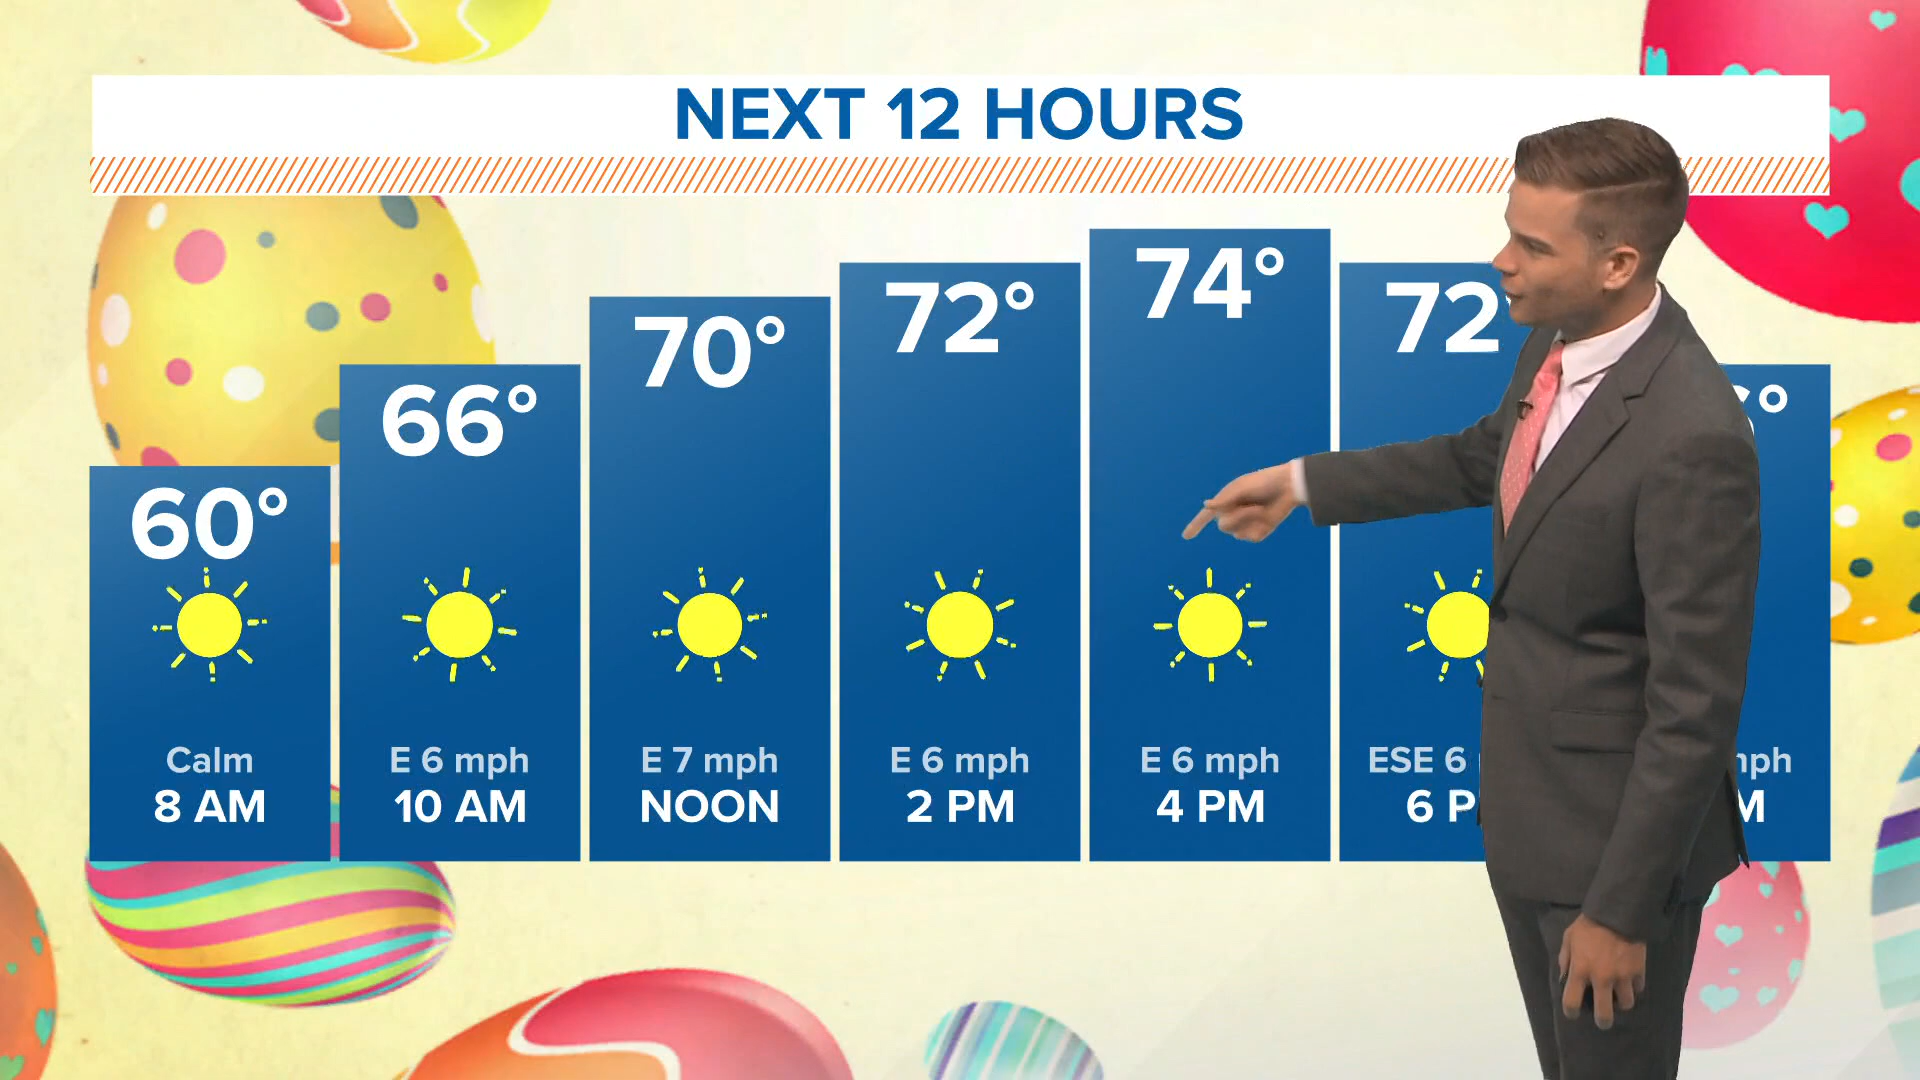 NEXT 12 HOURS
60°
Calm
8 AM
66°
E 6 mph
10 AM
70°
E 7 mph
NOON
72°
E 6 mph
2 PM
74°
E 6 mph
4 PM
72
ESE 6
6 P